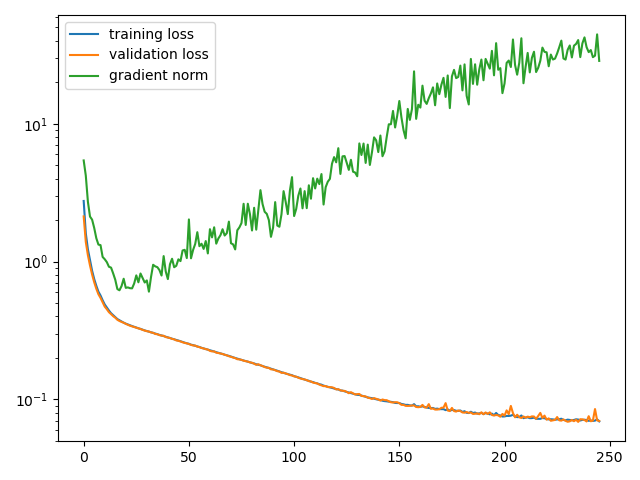 training loss
validation loss
gradient norm
10¹
10⁰
10⁻¹
0 50 100 150 200 250